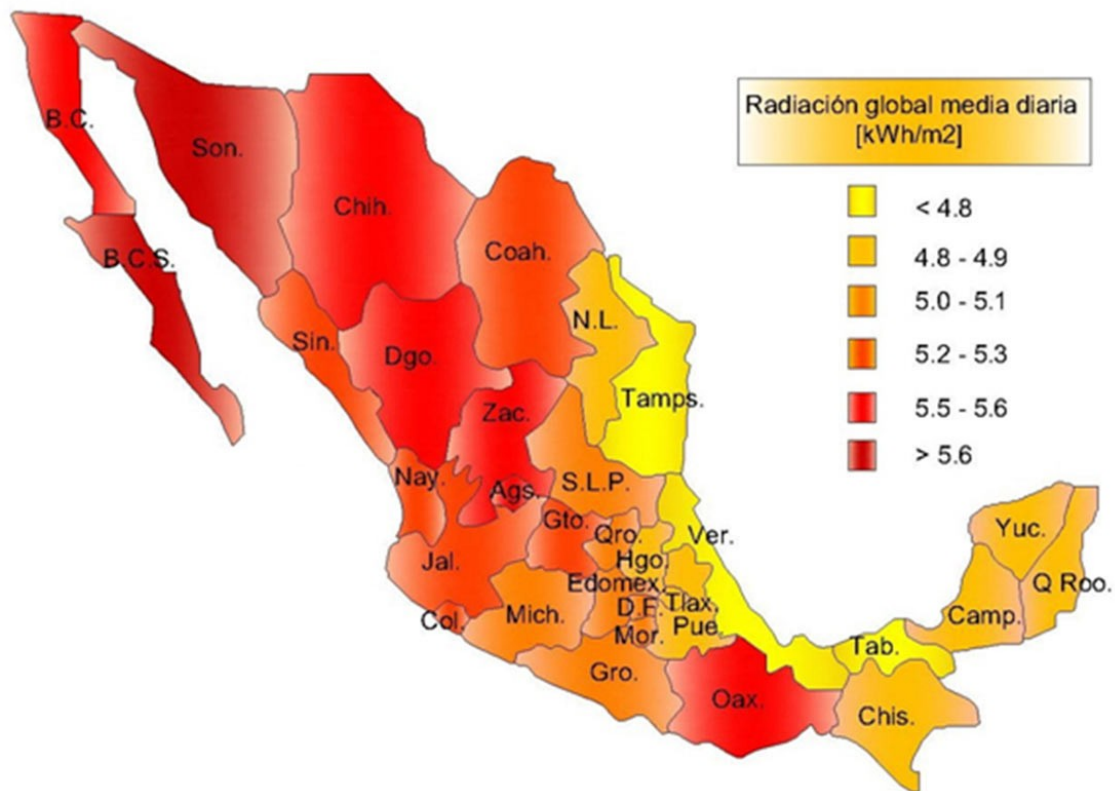 Radiación global media diaria
[kWh/m2]
< 4.8
4.8 - 4.9
5.0 - 5.1
5.2 - 5.3
5.5 - 5.6
> 5.6
B.C.
Son.
Chih.
B.C.S.
Coah.
Sin.
N.L.
Dgo.
Tamps.
Zac.
Nay.
Ags.
S.L.P.
Gto.
Qro.
Ver.
Yuc.
Jal.
Hgo.
Edomex.
Q Roo.
Col.
Mich.
D.F.
Tlax.
Camp.
Mor.
Pue.
Tab.
Gro.
Oax.
Chis.